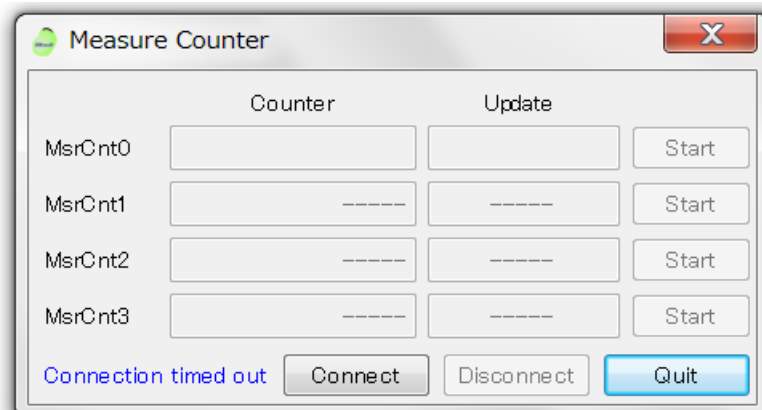 Measure Counter
Counter Update
MsrCnt0 Start
MsrCnt1 ----- ----- Start
MsrCnt2 ----- ----- Start
MsrCnt3 ----- ----- Start
Connection timed out Connect Disconnect Quit